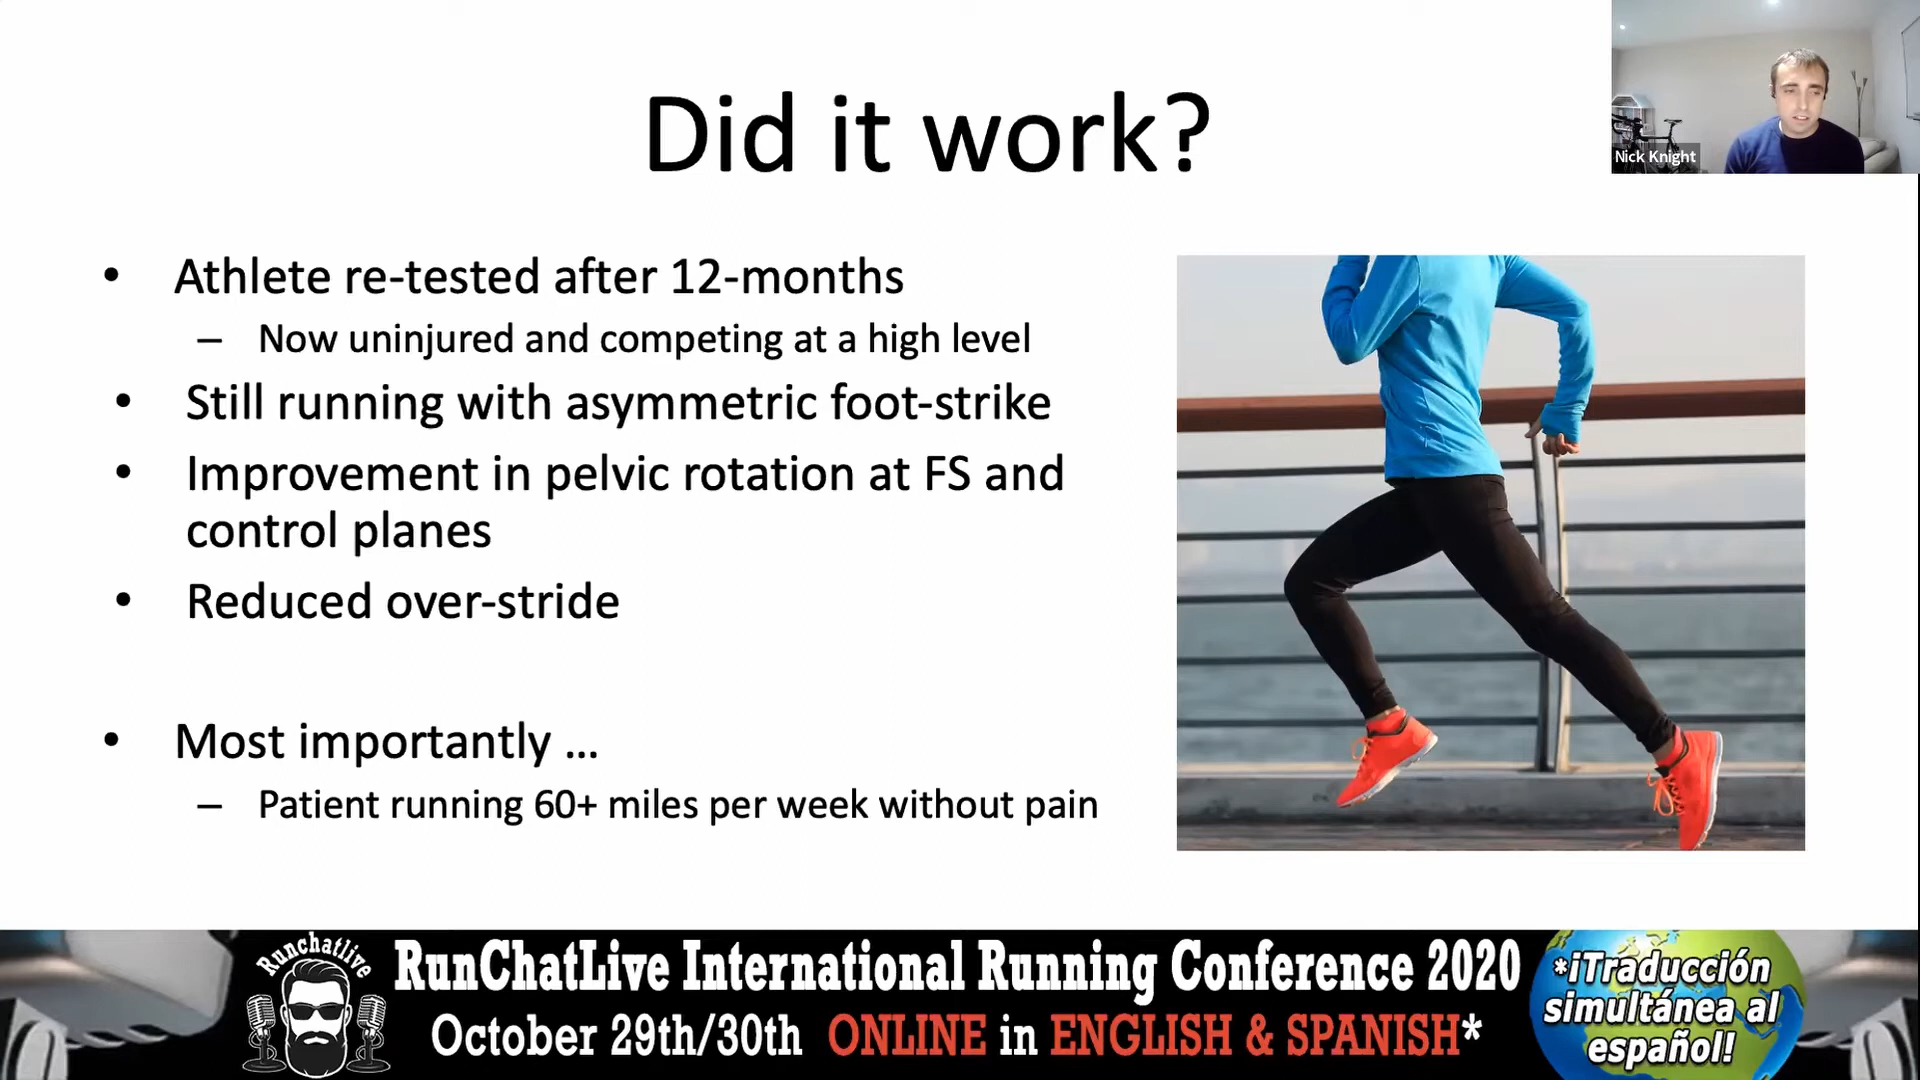 Did it work?
Nick Knight
• Athlete re-tested after 12-months
– Now uninjured and competing at a high level
• Still running with asymmetric foot-strike
• Improvement in pelvic rotation at FS and
control planes
• Reduced over-stride
• Most importantly ...
– Patient running 60+ miles per week without pain
Runchatlive
RunChatLive International Running Conference 2020
October 29th/30th ONLINE in ENGLISH & SPANISH*
*¡Traducción
simultánea al
español!